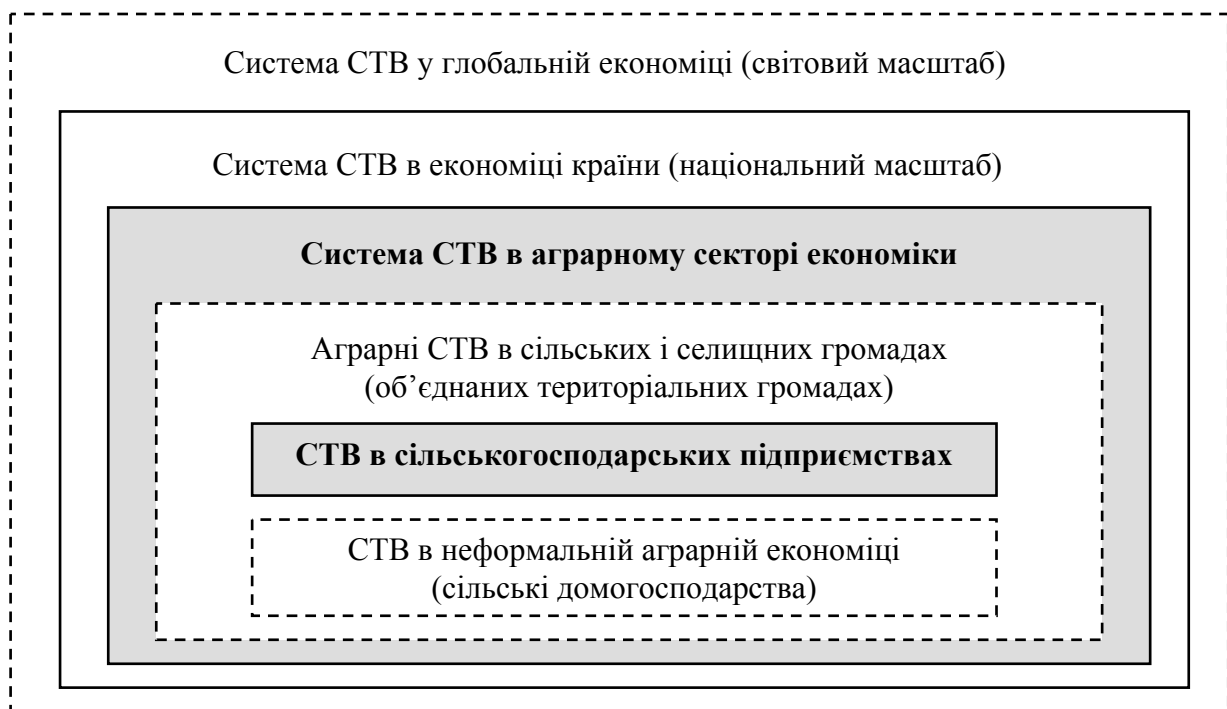 Система СТВ у глобальній економіці (світовий масштаб)
Система СТВ в економіці країни (національний масштаб)
Система СТВ в аграрному секторі економіки
Аграрні СТВ в сільських і селищних громадах
(об’єднаних територіальних громадах)
СТВ в сільськогосподарських підприємствах
СТВ в неформальній аграрній економіці
(сільські домогосподарства)